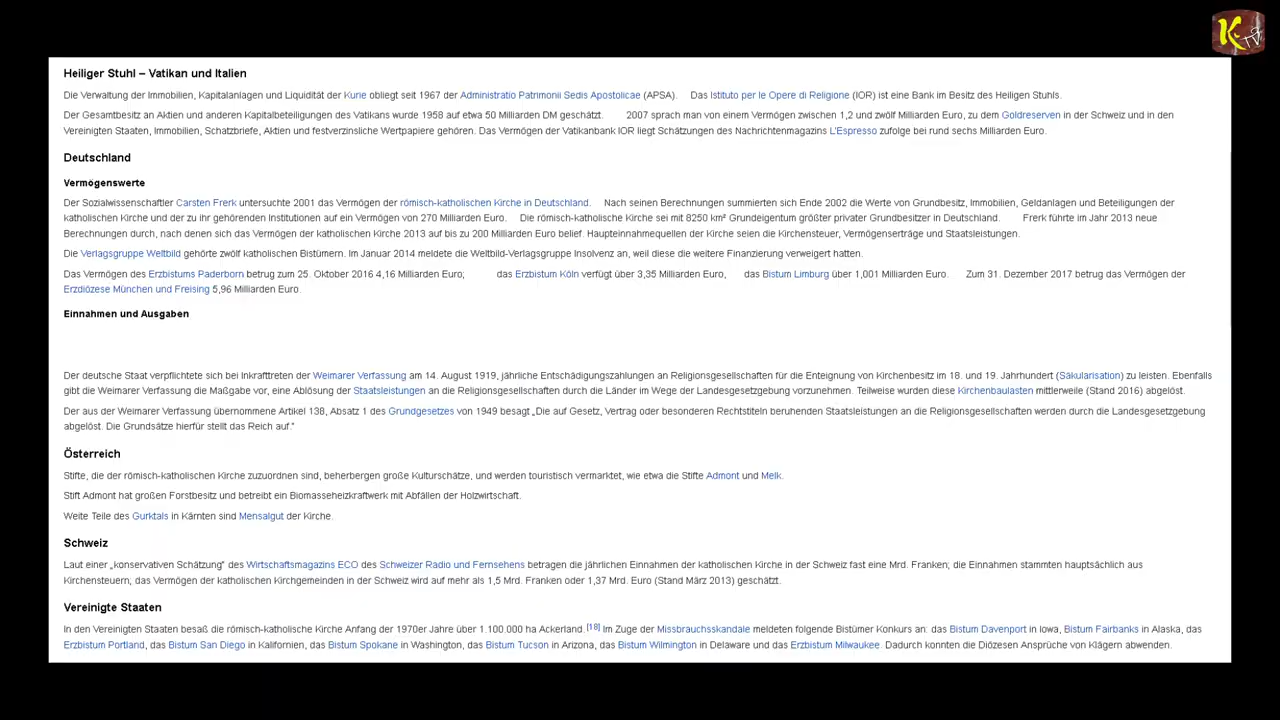 K TV
Heiliger Stuhl – Vatikan und Italien
Die Verwaltung der Immobilien, Kapitalanlagen und Liquidität der Kurie obliegt seit 1967 der Administratio Patrimonii Sedis Apostolicae (APSA). Das Istituto per le Opere di Religione (IOR) ist eine Bank im Besitz des Heiligen Stuhls.
Der Gesamtbesitz an Aktien und anderen Kapitalbeteiligungen des Vatikans wurde 1958 auf etwa 50 Milliarden DM geschätzt. 2007 sprach man von einem Vermögen zwischen 1,2 und zwölf Milliarden Euro, zu dem Goldreserven in der Schweiz und in den
Vereinigten Staaten, Immobilien, Schatzbriefe, Aktien und festverzinsliche Wertpapiere gehören. Das Vermögen der Vatikanbank IOR liegt Schätzungen des Nachrichtenmagazins L'Espresso zufolge bei rund sechs Milliarden Euro.
Deutschland
Vermögenswerte
Der Sozialwissenschaftler Carsten Frerk untersuchte 2001 das Vermögen der römisch-katholischen Kirche in Deutschland. Nach seinen Berechnungen summierten sich Ende 2002 die Werte von Grundbesitz, Immobilien, Geldanlagen und Beteiligungen der
katholischen Kirche und der zu ihr gehörenden Institutionen auf ein Vermögen von 270 Milliarden Euro. Die römisch-katholische Kirche sei mit 8250 km² Grundeigentum größter privater Grundbesitzer in Deutschland. Frerk führte im Jahr 2013 neue
Berechnungen durch, nach denen sich das Vermögen der katholischen Kirche 2013 auf bis zu 200 Milliarden Euro belief. Haupteinnahmequellen der Kirche seien die Kirchensteuer, Vermögenserträge und Staatsleistungen.
Die Verlagsgruppe Weltbild gehörte zwölf katholischen Bistümern. Im Januar 2014 meldete die Weltbild-Verlagsgruppe Insolvenz an, weil diese die weitere Finanzierung verweigert hatten.
Das Vermögen des Erzbistums Paderborn betrug zum 25 Oktober 2016 4,16 Milliarden Euro; das Erzbistum Köln verfügt über 3,35 Milliarden Euro, das Bistum Limburg über 1,001 Milliarden Euro. Zum 31. Dezember 2017 betrug das Vermögen der
Erzdiözese München und Freising 5,96 Milliarden Euro.
Einnahmen und Ausgaben
Der deutsche Staat verpflichtete sich bei Inkrafttreten der Weimarer Verfassung am 14. August 1919, jährliche Entschädigungszahlungen an Religionsgesellschaften für die Enteignung von Kirchenbesitz im 18. und 19. Jahrhundert (Säkularisation) zu leisten. Ebenfalls
gibt die Weimarer Verfassung die Maßgabe vor, eine Ablösung der Staatsleistungen an die Religionsgesellschaften durch die Länder im Wege der Landesgesetzgebung vorzunehmen. Teilweise wurden diese Kirchenbaulasten mittlerweile (Stand 2016) abgelöst.
Der aus der Weimarer Verfassung übernommene Artikel 138, Absatz 1 des Grundgesetzes von 1949 besagt „Die auf Gesetz, Vertrag oder besonderen Rechtstiteln beruhenden Staatsleistungen an die Religionsgesellschaften werden durch die Landesgesetzgebung
abgelöst. Die Grundsätze hierfür stellt das Reich auf.“
Österreich
Stifte, die der römisch-katholischen Kirche zuzuordnen sind, beherbergen große Kulturschätze, und werden touristisch vermarktet, wie etwa die Stifte Admont und Melk.
Stift Admont hat großen Forstbesitz und betreibt ein Biomasseheizkraftwerk mit Abfällen der Holzwirtschaft.
Weite Teile des Gurktals in Kärnten sind Mensalgut der Kirche.
Schweiz
Laut einer „konservativen Schätzung“ des Wirtschaftsmagazins ECO des Schweizer Radio und Fernsehens betragen die jährlichen Einnahmen der katholischen Kirche in der Schweiz fast eine Mrd. Franken; die Einnahmen stammten hauptsächlich aus
Kirchensteuern; das Vermögen der katholischen Kirchgemeinden in der Schweiz wird auf mehr als 1,5 Mrd. Franken oder 1,37 Mrd. Euro (Stand März 2013) geschätzt.
Vereinigte Staaten
In den Vereinigten Staaten besaß die römisch-katholische Kirche Anfang der 1970er Jahre über 1.100.000 ha Ackerland.[18] Im Zuge der Missbrauchsskandale meldeten folgende Bistümer Konkurs an: das Bistum Davenport in Iowa, Bistum Fairbanks in Alaska, das
Erzbistum Portland, das Bistum San Diego in Kalifornien, das Bistum Spokane in Washington, das Bistum Tucson in Arizona, das Bistum Wilmington in Delaware und das Erzbistum Milwaukee. Dadurch konnten die Diözesen Ansprüche von Klägern abwenden.